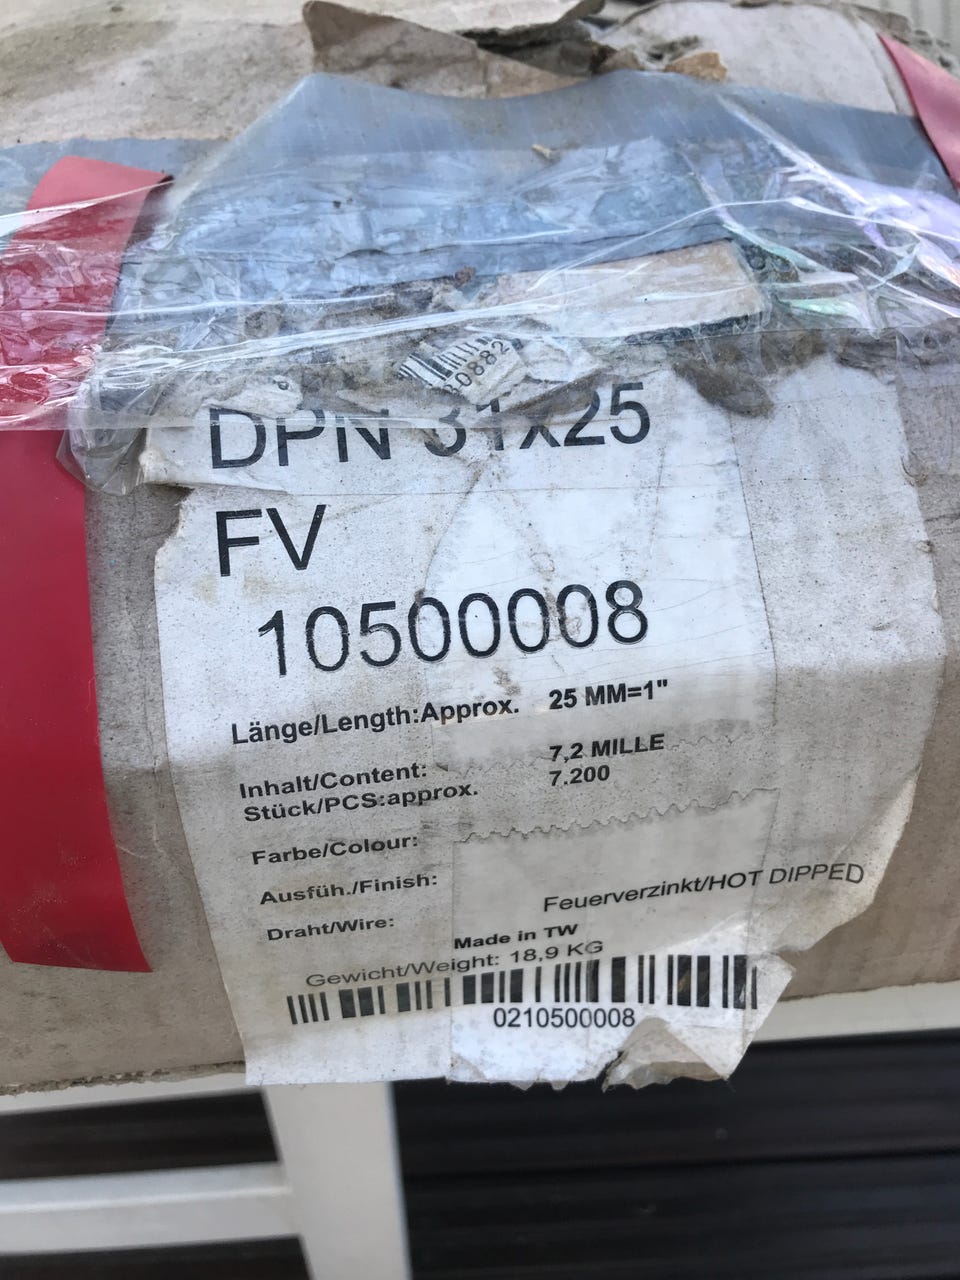 30882
DPN 31x25
FV
10500008
Länge/Length:Approx. 25 MM=1"
Inhalt/Content: 7,2 MILLE
Stück/PCS:approx. 7.200
Farbe/Colour:
Ausfüh./Finish: Feuerverzinkt/HOT DIPPED
Draht/Wire:
Made in TW
Gewicht/Weight: 18,9 KG
0210500008